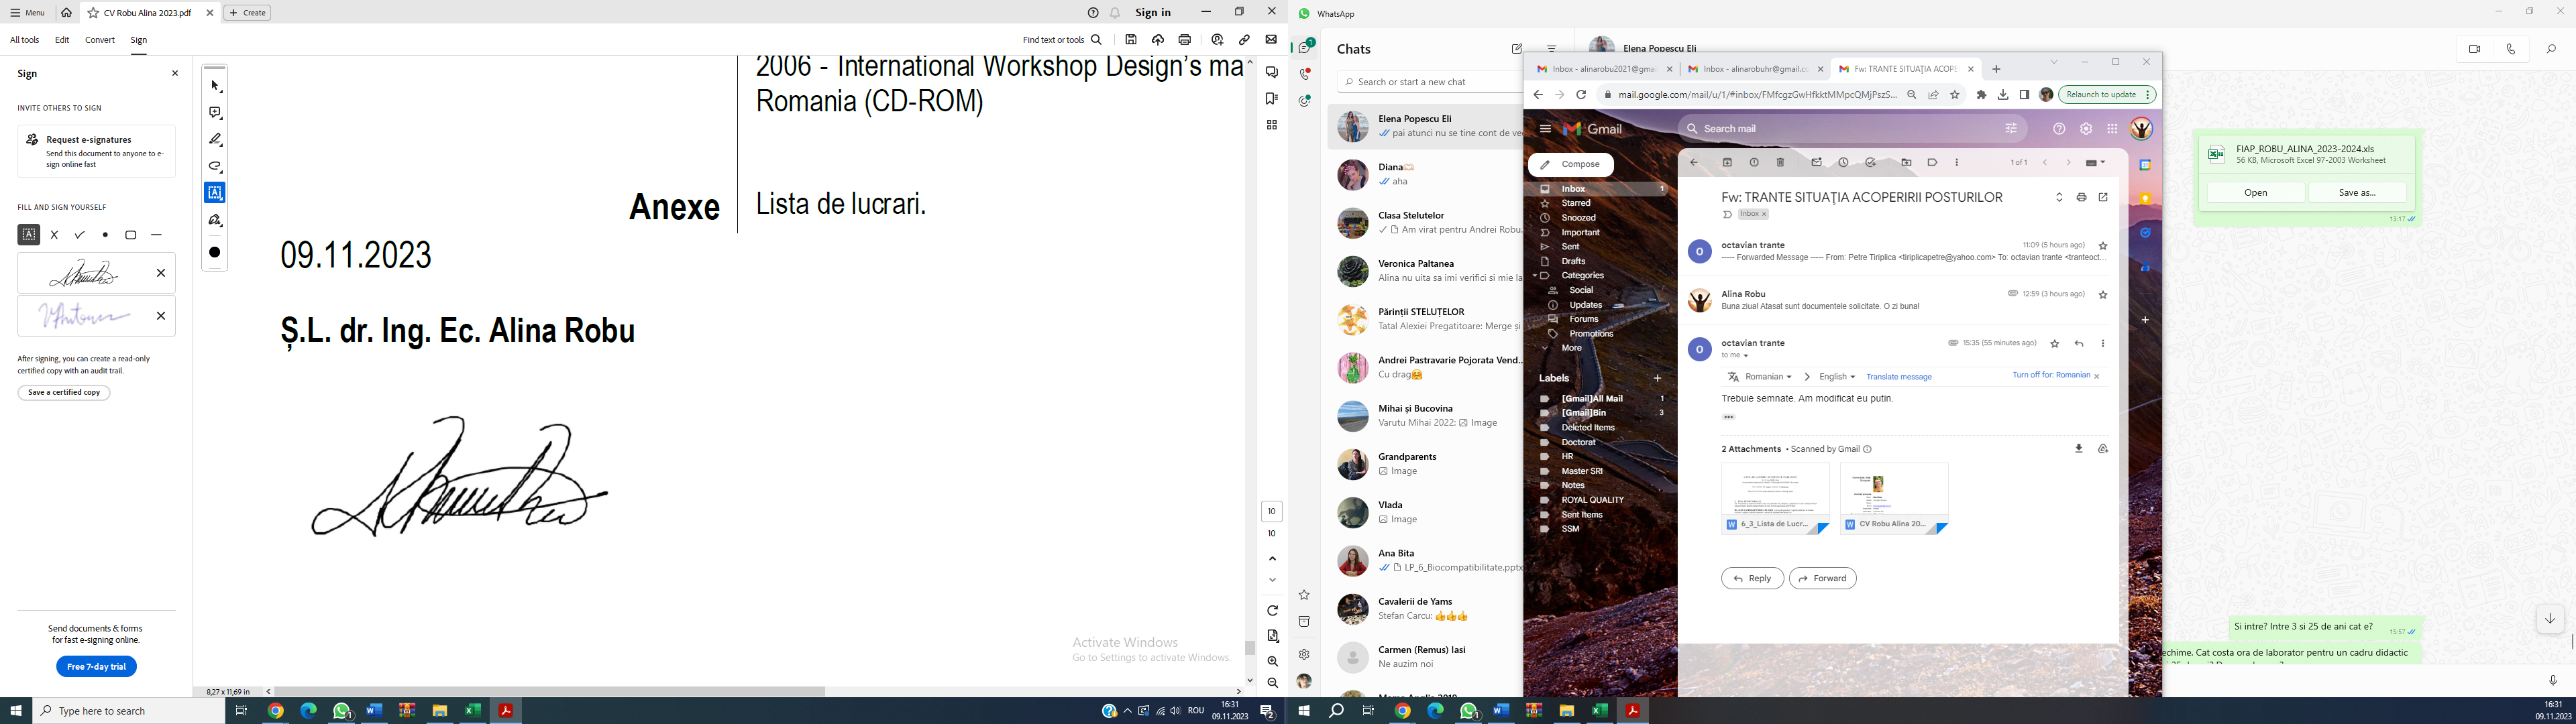 Menu
CV Robu Alina 2023.pdf
Create
Sign in
All tools
Edit
Convert
Sign
Find text or tools
Sign
INVITE OTHERS TO SIGN
Request e-signatures
Send this document to anyone to e-
sign online fast
FILL AND SIGN YOURSELF
After signing, you can create a read-only
certified copy with an audit trail.
Save a certified copy
Send documents & forms
for fast e-signing online.
Free 7-day trial
2006 - International Workshop Design's ma
Romania (CD-ROM)
Anexe
Lista de lucrari.
09.11.2023
Ș.L. dr. Ing. Ec. Alina Robu
10
10
Activate Windows
Go to Settings to activate Windows.
8,27 x 11,69 in
Type here to search
ROU
16:31
09.11.2023
WhatsApp
Chats
Search or start a new chat
Elena Popescu Eli
pai atunci nu se tine cont de ve
Diana
aha
Clasa Stelutelor
Am virat pentru Andrei Robu.
Veronica Paltanea
Alina nu uita sa imi verifici si mie la
Părinții STELUȚELOR
Tatal Alexiei Pregatitoare: Merge și
Andrei Pastravarie Pojorata Vend...
Cu drag
Mihai și Bucovina
Varutu Mihai 2022: Image
Grandparents
Image
Vlada
Image
Ana Bita
LP_6_Biocompatibilitate.pptx
Cavalerii de Yams
Stefan Carcu:
Carmen (Remus) Iasi
Ne auzim noi
Elena Popescu Eli
Inbox - alinarobu2021@gmai
Inbox - alinarobuhr@gmail.co
Fw: TRANTE SITUAȚIA ACOPE
mail.google.com/mail/u/1/#inbox/FMfcgzGwHfkktMMpcQMjPszS...
Relaunch to update
Gmail
Search mail
Compose
Inbox 1
Starred
Snoozed
Important
Sent
Drafts
Categories
Social
Updates
Forums
Promotions
More
Labels
[Gmail]All Mail 1
[Gmail]Bin 3
Deleted Items
Doctorat
HR
Master SRI
Notes
ROYAL QUALITY
Sent Items
SSM
1 of 1
Fw: TRANTE SITUAŢIA ACOPERIRII POSTURILOR
Inbox x
octavian trante
11:09 (5 hours ago)
----- Forwarded Message ----- From: Petre Tiriplica <tiriplicapetre@yahoo.com> To: octavian trante <tranteoct...
Alina Robu
12:59 (3 hours ago)
Buna ziua! Atasat sunt documentele solicitate. O zi buna!
octavian trante
15:35 (55 minutes ago)
to me
Romanian
English
Translate message
Turn off for: Romanian x
Trebuie semnate. Am modificat eu putin.
2 Attachments • Scanned by Gmail
6_3_Lista de Lucr...
CV Robu Alina 20...
Reply
Forward
FIAP_ROBU_ALINA_2023-2024.xls
56 KB, Microsoft Excel 97-2003 Worksheet
Open
Save as...
13:17
Si intre? Intre 3 si 25 de ani cat e?
15:57
echime. Cat costa ora de laborator pentru un cadru didactic
16:31
09.11.2023